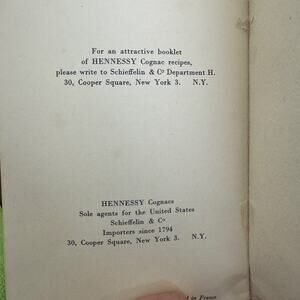 For an attractive booklet
of HENNESSY Cognac recipes,
please write to Schieffelin & Cº Department H.
30, Cooper Square, New York 3. N.Y.
HENNESSY Cognacs
Sole agents for the United States
Schieffelin & Cº
Importers since 1794
30, Cooper Square, New York 3. N.Y.
in France